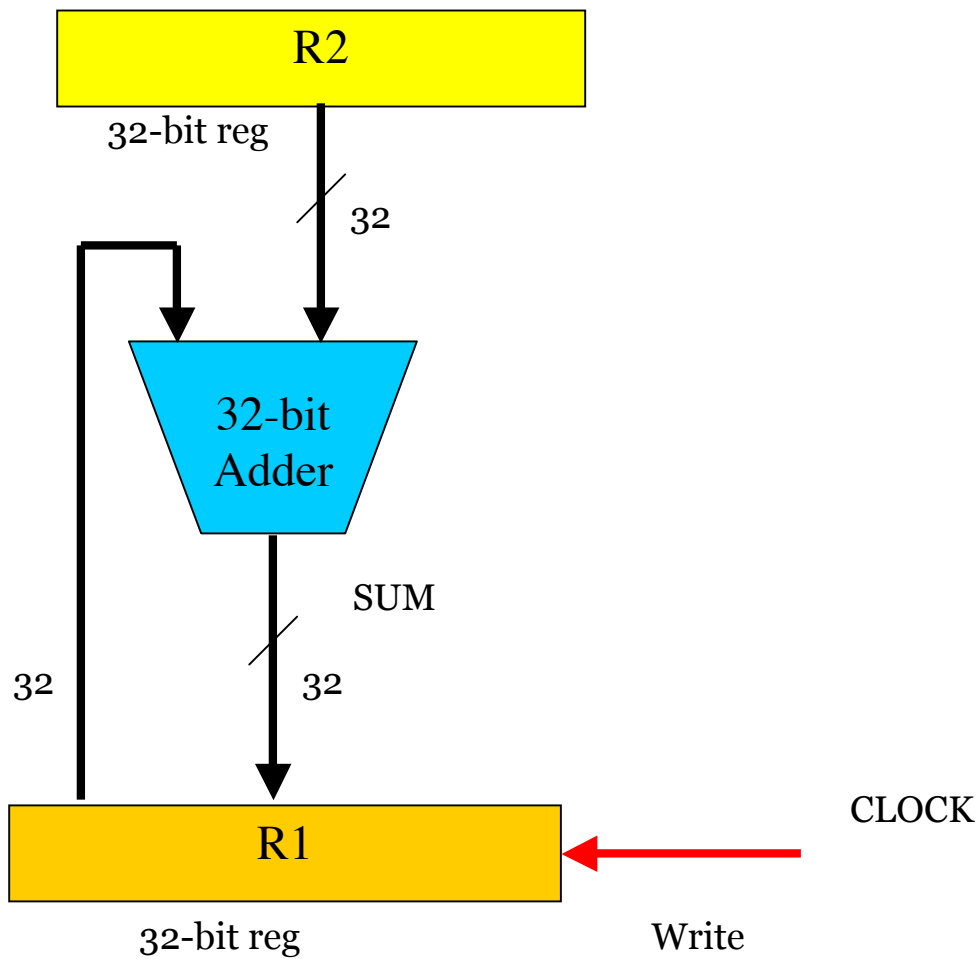 R2
32-bit reg
32
32-bit
Adder
SUM
32
32
R1
CLOCK
32-bit reg
Write